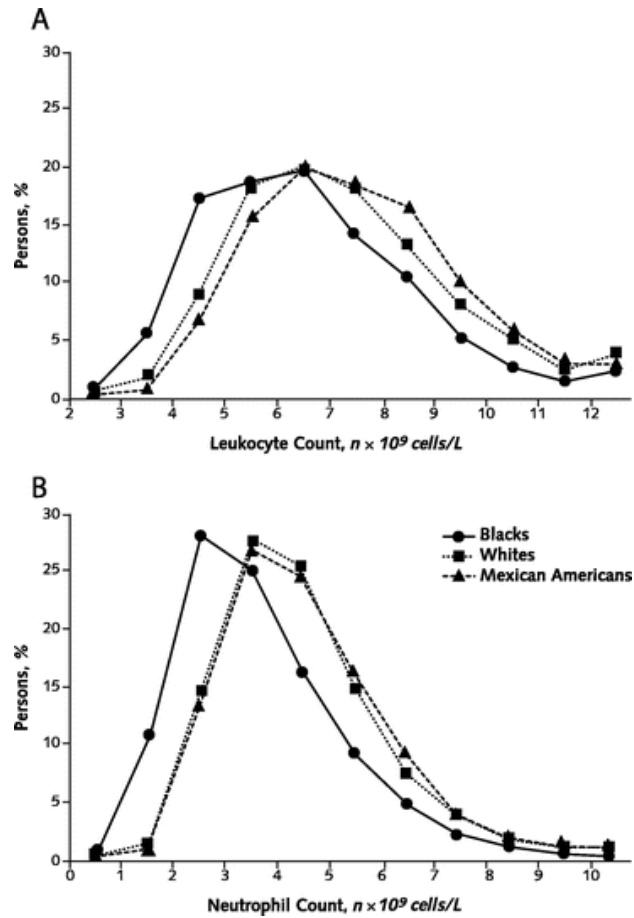 A
30
25
20
15
10
5
0
Persons, %
2 3 4 5 6 7 8 9 10 11 12
Leukocyte Count, n × 10⁹ cells/L
B
30
25
20
15
10
5
0
Persons, %
Blacks
Whites
Mexican Americans
0 1 2 3 4 5 6 7 8 9 10
Neutrophil Count, n × 10⁹ cells/L